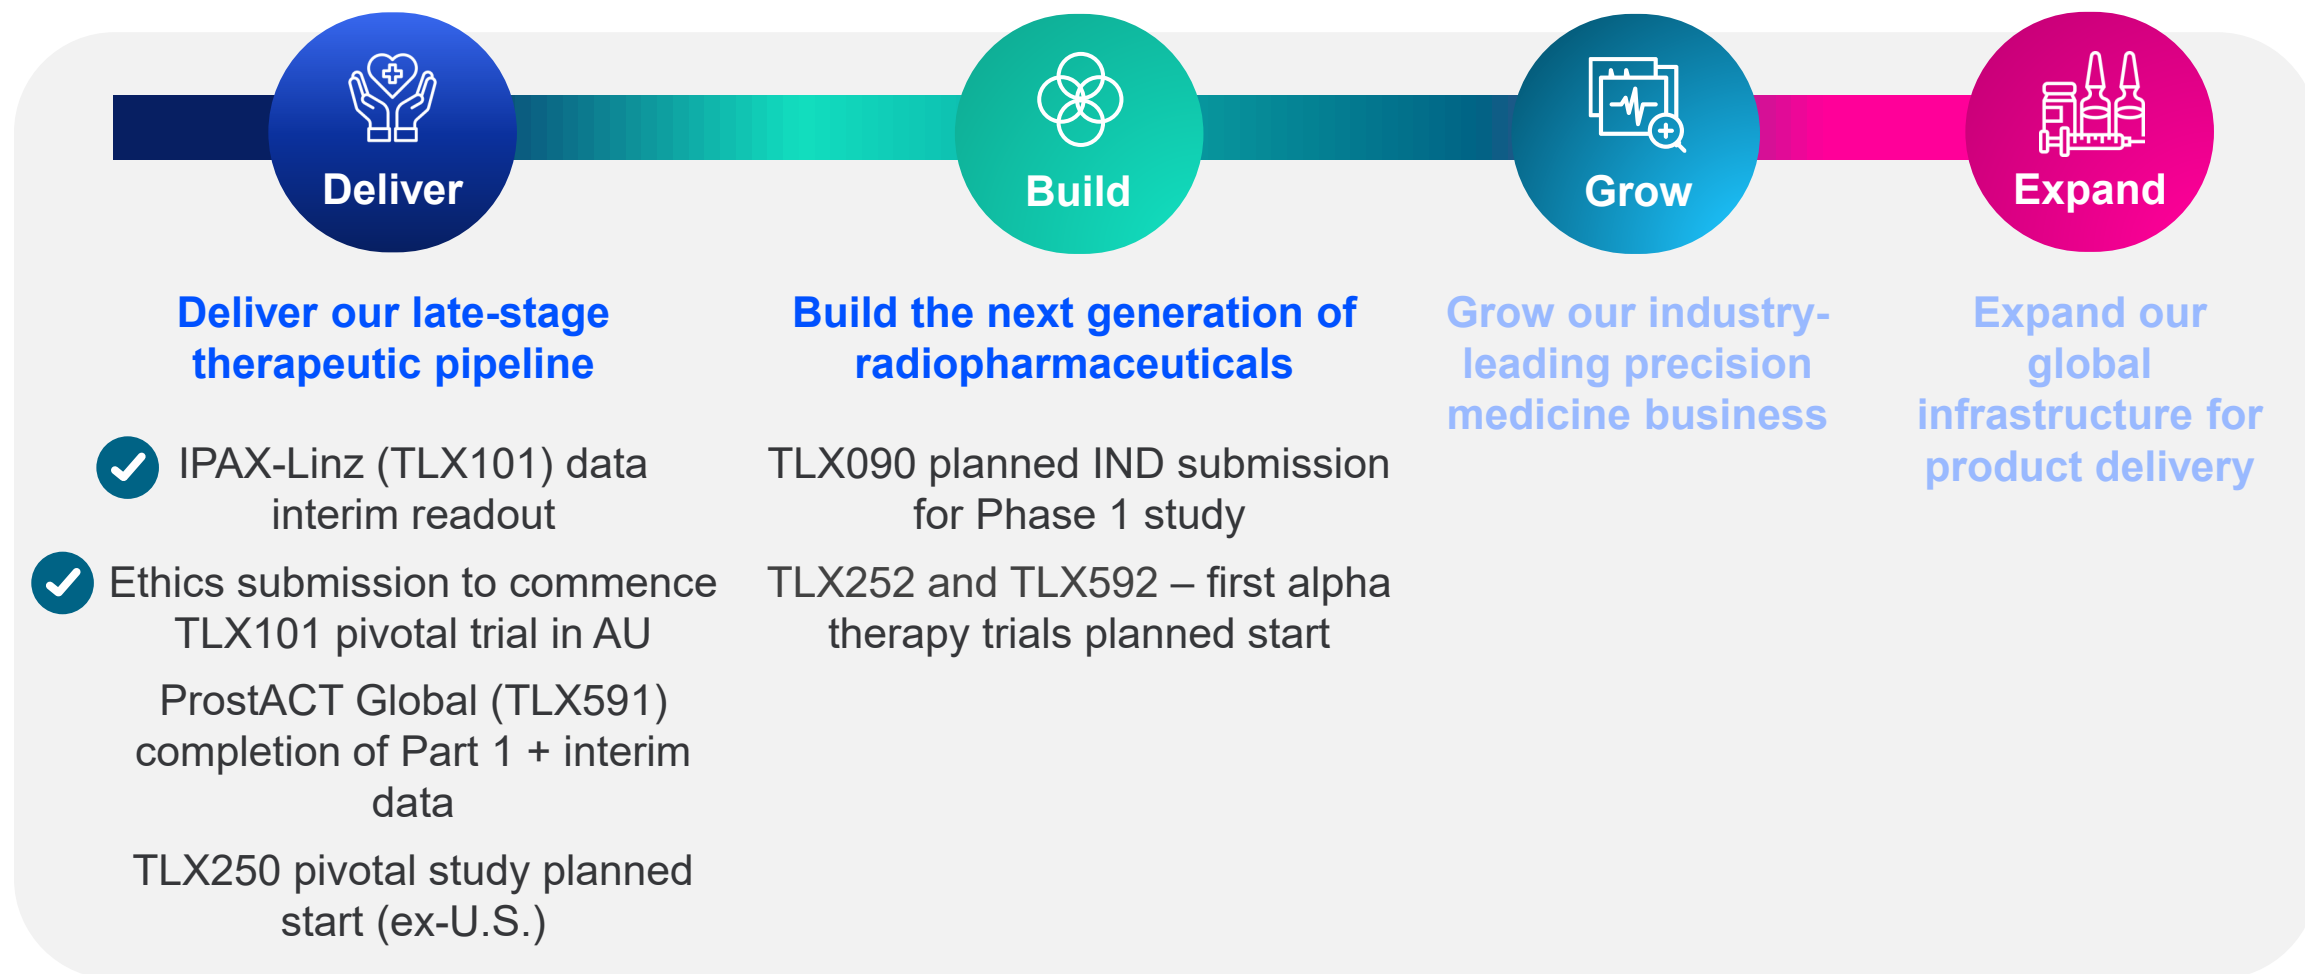 Deliver
Build
Grow
Expand
Deliver our late-stage
therapeutic pipeline
IPAX-Linz (TLX101) data
interim readout
Ethics submission to commence
TLX101 pivotal trial in AU
ProstACT Global (TLX591)
completion of Part 1 + interim
data
TLX250 pivotal study planned
start (ex-U.S.)
Build the next generation of
radiopharmaceuticals
TLX090 planned IND submission
for Phase 1 study
TLX252 and TLX592 – first alpha
therapy trials planned start
Grow our industry-
leading precision
medicine business
Expand our
global
infrastructure for
product delivery